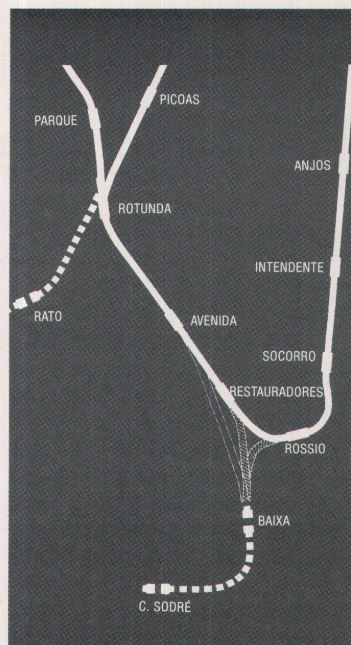 PICOAS
PARQUE
ANJOS
ROTUNDA
INTENDENTE
RATO
AVENIDA
SOCORRO
RESTAURADORES
ROSSIO
BAIXA
C. SODRÉ